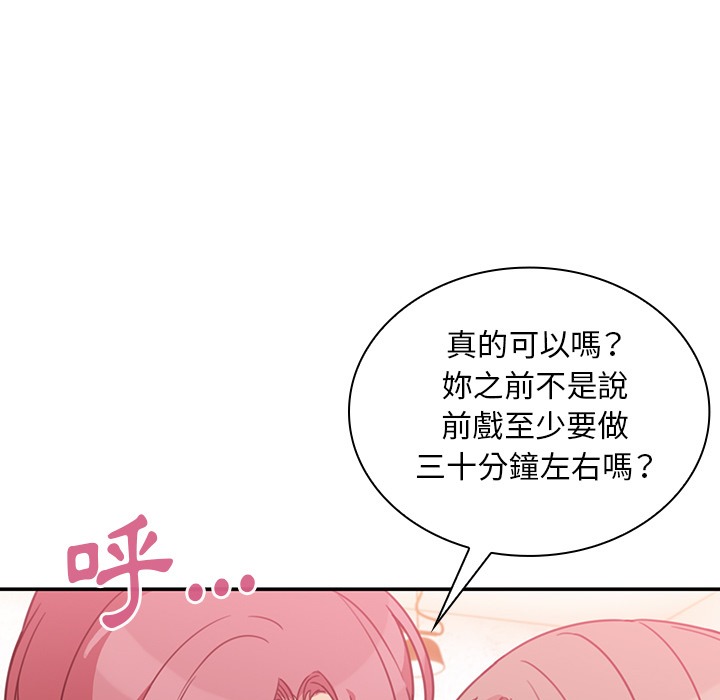 真的可以嗎？
妳之前不是說
前戲至少要做
三十分鐘左右嗎？
呼…